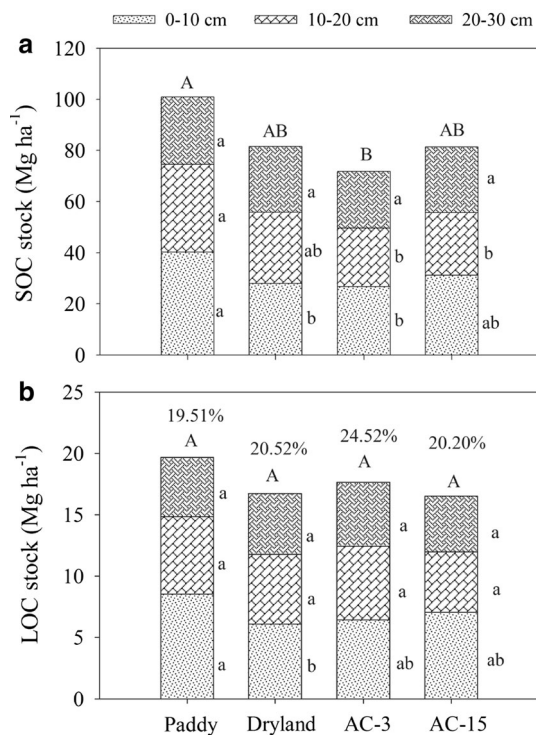 0-10 cm 10-20 cm 20-30 cm
a
120
100
80
60
40
20
0
SOC stock (Mg ha⁻¹)
A AB B AB
a a a a
a ab b b
a b b ab
b
25
20
15
10
5
0
LOC stock (Mg ha⁻¹)
19.51% 20.52% 24.52% 20.20%
A A A A
a a a a
a a a a
a b ab ab
Paddy Dryland AC-3 AC-15